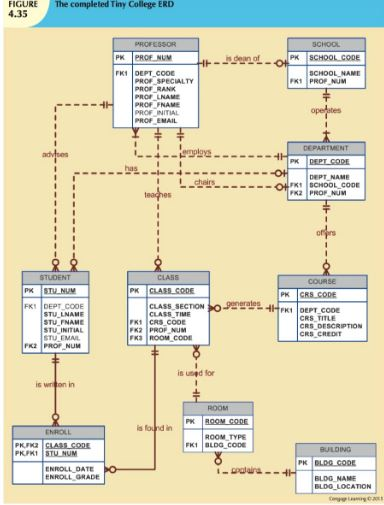 FIGURE 4.35
The completed Tiny College ERD
PROFESSOR
PK PROF_NUM
FK1 DEPT_CODE
PROF_SPECIALTY
PROF_RANK
PROF_LNAME
PROF_FNAME
PROF_INITIAL
PROF_EMAIL
is dean of
SCHOOL
PK SCHOOL_CODE
SCHOOL_NAME
FK1 PROF_NUM
operates
advises
employs
has
chairs
teaches
DEPARTMENT
PK DEPT_CODE
DEPT_NAME
FK1 SCHOOL_CODE
FK2 PROF_NUM
offers
STUDENT
PK STU_NUM
FK1 DEPT_CODE
STU_LNAME
STU_FNAME
STU_INITIAL
STU_EMAIL
FK2 PROF_NUM
CLASS
PK CLASS_CODE
CLASS_SECTION
CLASS_TIME
FK1 CRS_CODE
FK2 PROF_NUM
FK3 ROOM_CODE
generates
COURSE
PK CRS_CODE
FK1 DEPT_CODE
CRS_TITLE
CRS_DESCRIPTION
CRS_CREDIT
is written in
is used for
is found in
ROOM
PK ROOM_CODE
ROOM_TYPE
FK1 BLDG_CODE
ENROLL
PK,FK2 CLASS_CODE
PK,FK1 STU_NUM
ENROLL_DATE
ENROLL_GRADE
contains
BUILDING
PK BLDG_CODE
BLDG_NAME
BLDG_LOCATION
Cengage Learning © 2013